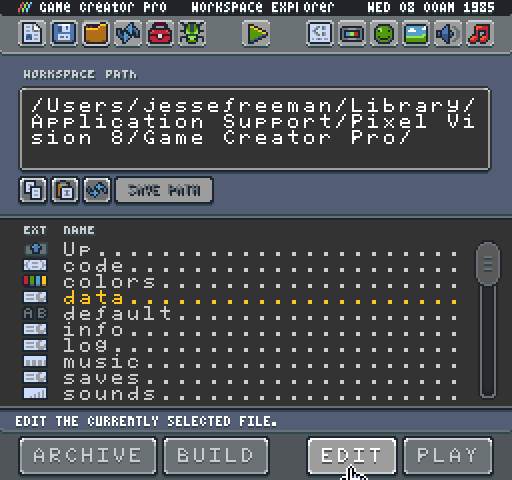 GAME CREATOR PRO WORKSPACE EXPLORER WED 08 00AM 1985
WORKSPACE PATH
/Users/jessefreeman/Library/
Application Support/Pixel Vi
sion 8/Game Creator Pro/
SAVE PATH
EXT NAME
Up..........................
code........................
colors......................
data........................
AB default.....................
info........................
log.........................
music.......................
saves.......................
sounds......................
EDIT THE CURRENTLY SELECTED FILE.
ARCHIVE BUILD EDIT PLAY